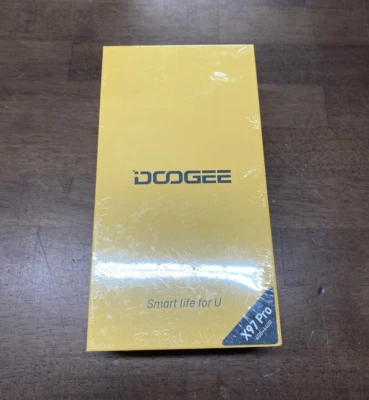 DOOGEE
Smart life for U
X97 Pro